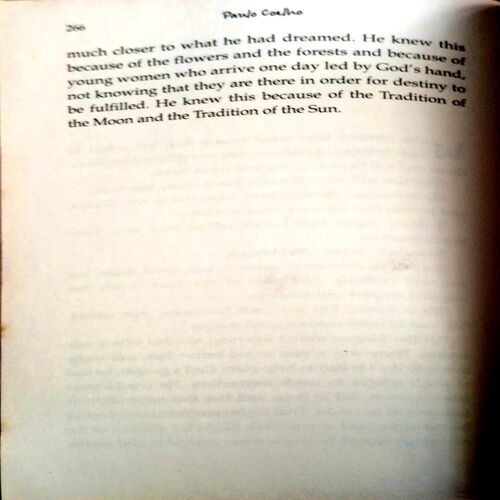 266
Paulo Coelho
much closer to what he had dreamed. He knew this
because of the flowers and the forests and because of
young women who arrive one day led by God's hand,
not knowing that they are there in order for destiny to
be fulfilled. He knew this because of the Tradition of
the Moon and the Tradition of the Sun.